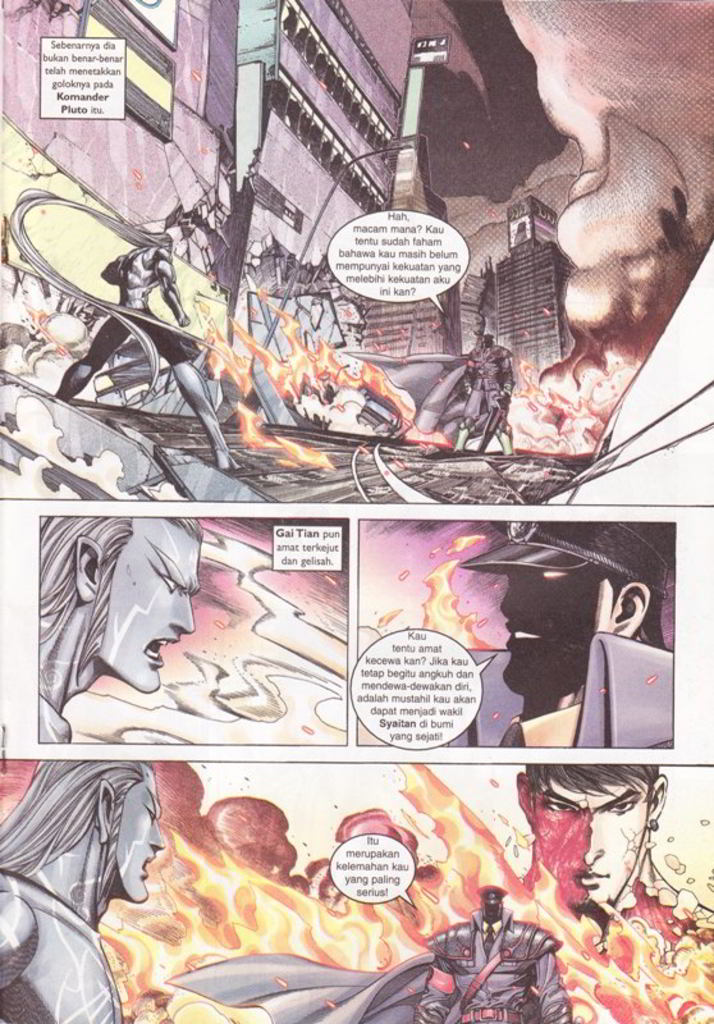 Sebenarnya dia
bukan benar-benar
telah menetakkan
goloknya pada
Komander
Pluto itu.
Hah,
macam mana? Kau
tentu sudah faham
bahawa kau masih belum
mempunyai kekuatan yang
melebihi kekuatan aku
ini kan?
Gai Tian pun
amat terkejut
dan gelisah.
Kau
tentu amat
kecewa kan? Jika kau
tetap begitu angkuh dan
mendewa-dewakan diri,
adalah mustahil kau akan
dapat menjadi wakil
Syaitan di bumi
yang sejati!
Itu
merupakan
kelemahan kau
yang paling
serius!